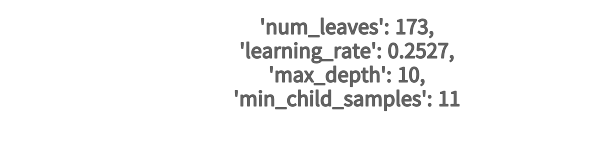 'num_leaves': 173,
'learning_rate': 0.2527,
'max_depth': 10,
'min_child_samples': 11